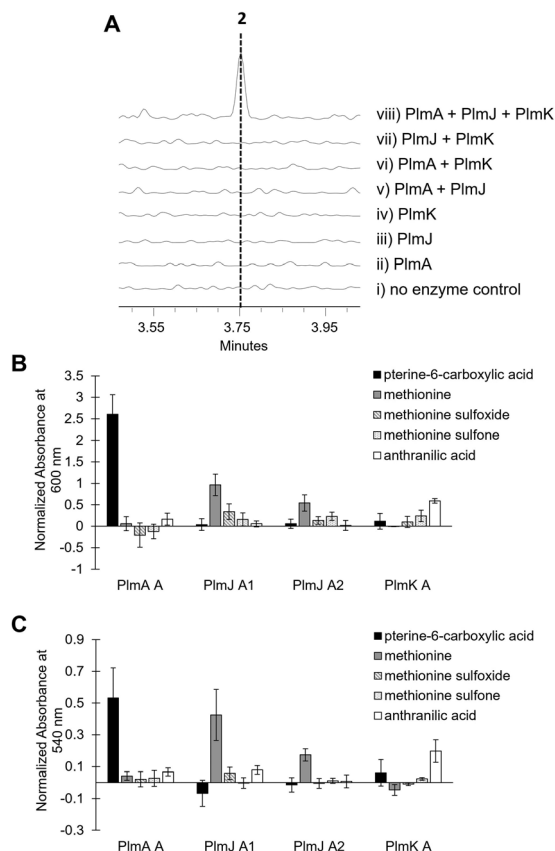 A
2
viii) PlmA + PlmJ + PlmK
vii) PlmJ + PlmK
vi) PlmA + PlmK
v) PlmA + PlmJ
iv) PlmK
iii) PlmJ
ii) PlmA
i) no enzyme control
3.55 3.75 3.95
Minutes
B
Normalized Absorbance at
600 nm
3.5
3
2.5
2
1.5
1
0.5
0
-0.5
-1
pterine-6-carboxylic acid
methionine
methionine sulfoxide
methionine sulfone
anthranilic acid
PlmA A PlmJ A1 PlmJ A2 PlmK A
C
Normalized Absorbance at
540 nm
0.9
0.7
0.5
0.3
0.1
-0.1
-0.3
pterine-6-carboxylic acid
methionine
methionine sulfoxide
methionine sulfone
anthranilic acid
PlmA A PlmJ A1 PlmJ A2 PlmK A